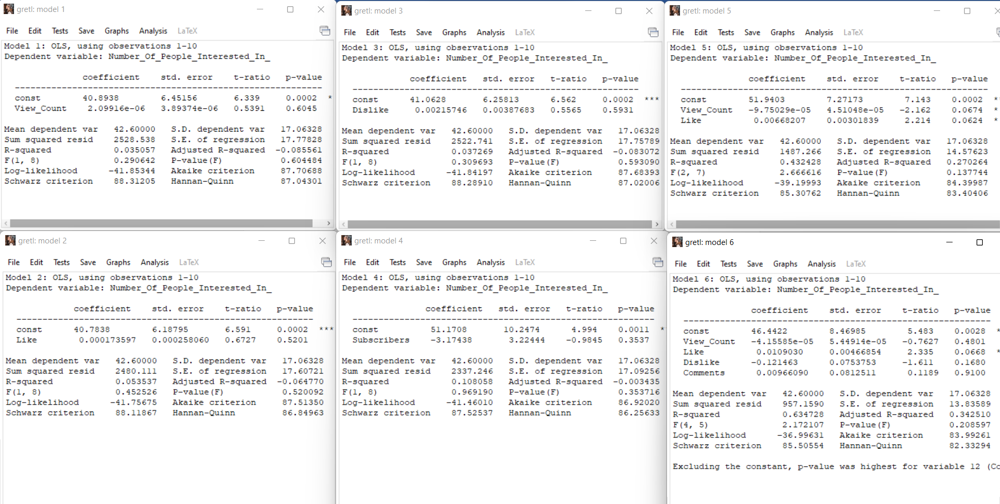 gretl: model 1
File Edit Tests Save Graphs Analysis LaTeX
Model 1: OLS, using observations 1-10
Dependent variable: Number_Of_People_Interested_In_
coefficient std. error t-ratio p-value
const 40.8938 6.45156 6.339 0.0002 *
View_Count 2.09916e-06 3.89374e-06 0.5391 0.6045
Mean dependent var 42.60000 S.D. dependent var 17.06328
Sum squared resid 2528.538 S.E. of regression 17.77828
R-squared 0.035057 Adjusted R-squared -0.085561
F(1, 8) 0.290642 P-value(F) 0.604484
Log-likelihood -41.85344 Akaike criterion 87.70688
Schwarz criterion 88.31205 Hannan-Quinn 87.04301
gretl: model 3
File Edit Tests Save Graphs Analysis LaTeX
Model 3: OLS, using observations 1-10
Dependent variable: Number_Of_People_Interested_In_
coefficient std. error t-ratio p-value
const 41.0628 6.25813 6.562 0.0002 ***
Dislike 0.00215746 0.00387683 0.5565 0.5931
Mean dependent var 42.60000 S.D. dependent var 17.06328
Sum squared resid 2522.741 S.E. of regression 17.75789
R-squared 0.037269 Adjusted R-squared -0.083072
F(1, 8) 0.309693 P-value(F) 0.593090
Log-likelihood -41.84197 Akaike criterion 87.68393
Schwarz criterion 88.28910 Hannan-Quinn 87.02006
gretl: model 5
File Edit Tests Save Graphs Analysis LaTeX
Model 5: OLS, using observations 1-10
Dependent variable: Number_Of_People_Interested_In_
coefficient std. error t-ratio p-value
const 51.9403 7.27173 7.143 0.0002 *
View_Count -9.75029e-05 4.51048e-05 -2.162 0.0674 *
Like 0.00668207 0.00301839 2.214 0.0624 *
Mean dependent var 42.60000 S.D. dependent var 17.06328
Sum squared resid 1487.266 S.E. of regression 14.57623
R-squared 0.432428 Adjusted R-squared 0.270264
F(2, 7) 2.666616 P-value(F) 0.137744
Log-likelihood -39.19993 Akaike criterion 84.39987
Schwarz criterion 85.30762 Hannan-Quinn 83.40406
gretl: model 2
File Edit Tests Save Graphs Analysis LaTeX
Model 2: OLS, using observations 1-10
Dependent variable: Number_Of_People_Interested_In_
coefficient std. error t-ratio p-value
const 40.7838 6.18795 6.591 0.0002 ***
Like 0.000173597 0.000258060 0.6727 0.5201
Mean dependent var 42.60000 S.D. dependent var 17.06328
Sum squared resid 2480.111 S.E. of regression 17.60721
R-squared 0.053537 Adjusted R-squared -0.064770
F(1, 8) 0.452526 P-value(F) 0.520092
Log-likelihood -41.75675 Akaike criterion 87.51350
Schwarz criterion 88.11867 Hannan-Quinn 86.84963
gretl: model 4
File Edit Tests Save Graphs Analysis LaTeX
Model 4: OLS, using observations 1-10
Dependent variable: Number_Of_People_Interested_In_
coefficient std. error t-ratio p-value
const 51.1708 10.2474 4.994 0.0011 *
Subscribers -3.17438 3.22444 -0.9845 0.3537
Mean dependent var 42.60000 S.D. dependent var 17.06328
Sum squared resid 2337.246 S.E. of regression 17.09256
R-squared 0.108058 Adjusted R-squared -0.003435
F(1, 8) 0.969190 P-value(F) 0.353716
Log-likelihood -41.46010 Akaike criterion 86.92020
Schwarz criterion 87.52537 Hannan-Quinn 86.25633
gretl: model 6
File Edit Tests Save Graphs Analysis LaTeX
Model 6: OLS, using observations 1-10
Dependent variable: Number_Of_People_Interested_In_
coefficient std. error t-ratio p-value
const 46.4422 8.46985 5.483 0.0028 *
View_Count -4.15585e-05 5.44914e-05 -0.7627 0.4801
Like 0.0109030 0.00466854 2.335 0.0668 *
Dislike -0.121463 0.0753753 -1.611 0.1680
Comments 0.00966090 0.0812511 0.1189 0.9100
Mean dependent var 42.60000 S.D. dependent var 17.06328
Sum squared resid 957.1590 S.E. of regression 13.83589
R-squared 0.634728 Adjusted R-squared 0.342510
F(4, 5) 2.172107 P-value(F) 0.208597
Log-likelihood -36.99631 Akaike criterion 83.99261
Schwarz criterion 85.50554 Hannan-Quinn 82.33294
Excluding the constant, p-value was highest for variable 12 (Co